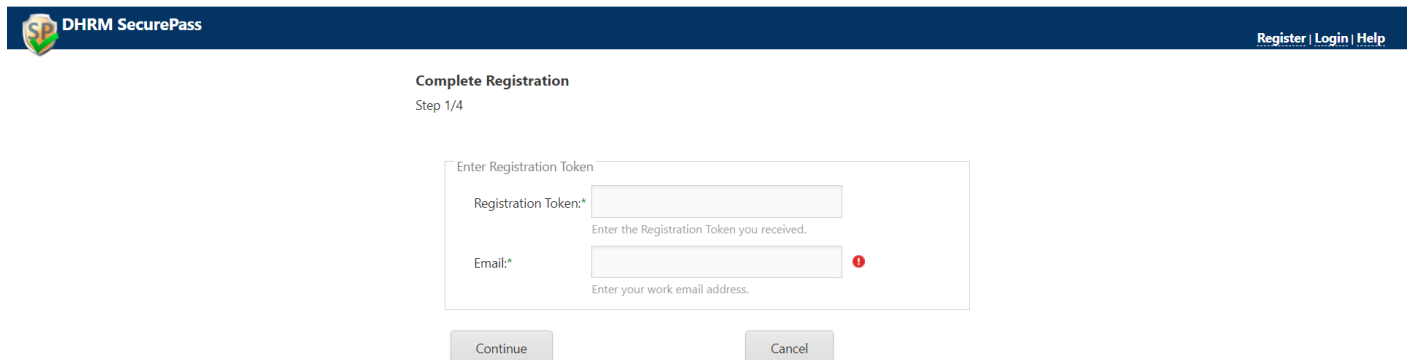 SP DHRM SecurePass
Register | Login | Help
Complete Registration
Step 1/4
Enter Registration Token
Registration Token:*
Enter the Registration Token you received.
Email:*
!
Enter your work email address.
Continue Cancel